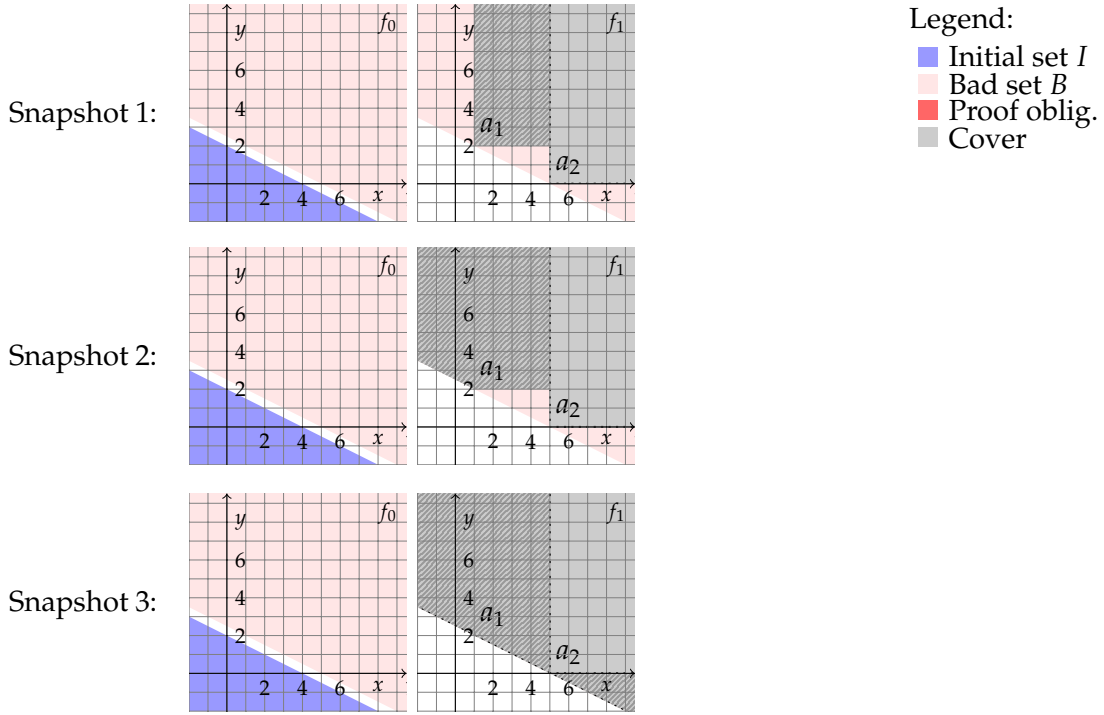 Legend:
Initial set I
Bad set B
Proof oblig.
Cover
Snapshot 1:
f₀
y
6
4
2
2 4 6 x
f₁
y
6
4
a₁
2
a₂
2 4 6 x
Snapshot 2:
f₀
y
6
4
2
2 4 6 x
f₁
y
6
4
a₁
2
a₂
2 4 6 x
Snapshot 3:
f₀
y
6
4
2
2 4 6 x
f₁
y
6
4
a₁
2
a₂
2 4 6 x